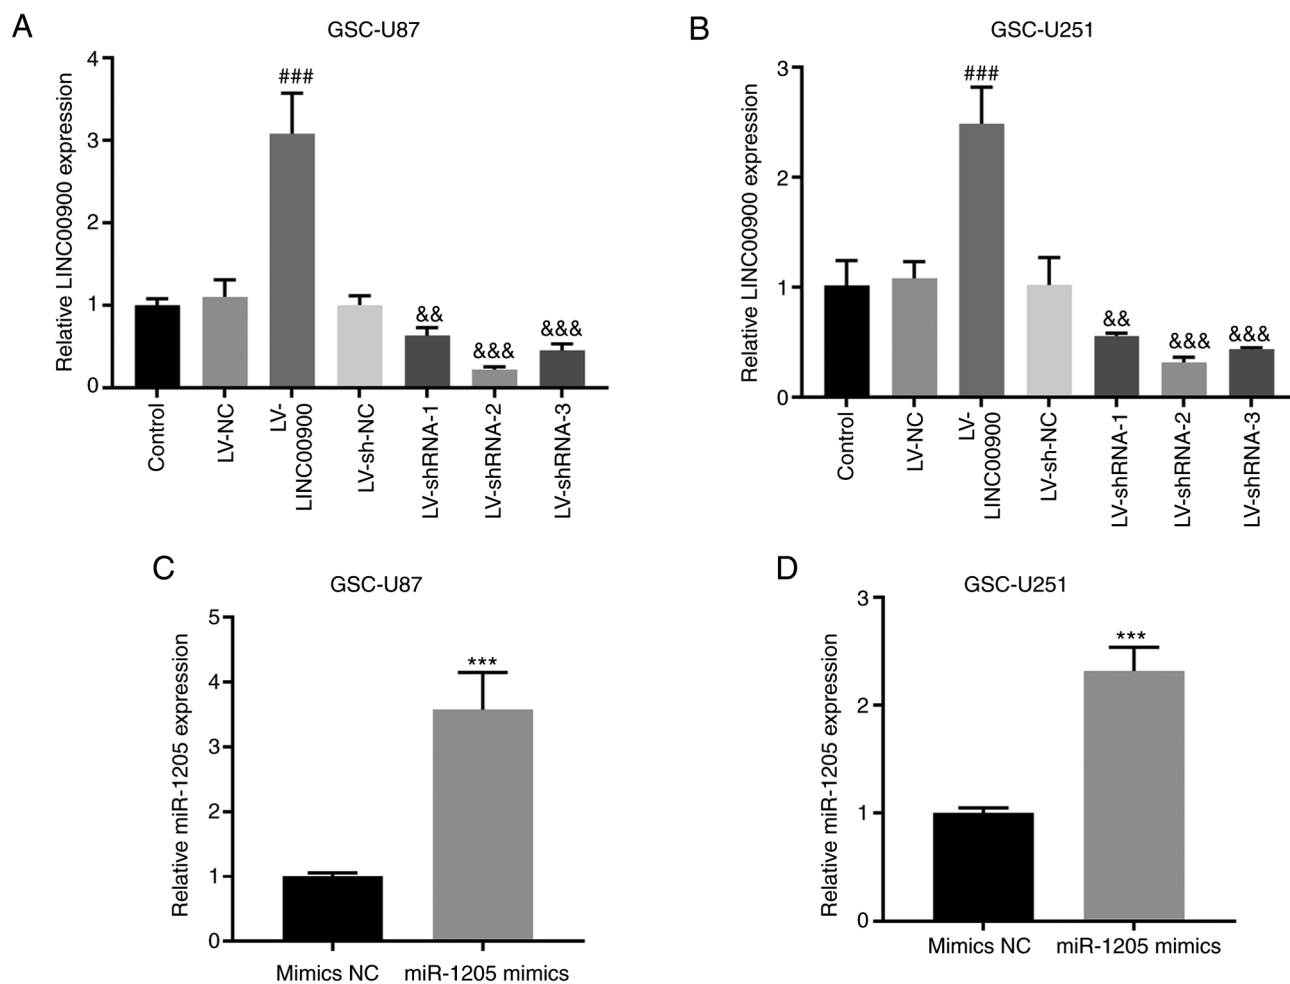 A
GSC-U87
Relative LINC00900 expression
4
3
2
1
0
###
&&
&&&
&&&
Control
LV-NC
LV-
LINC00900
LV-sh-NC
LV-shRNA-1
LV-shRNA-2
LV-shRNA-3
B
GSC-U251
Relative LINC00900 expression
3
2
1
0
###
&&
&&&
&&&
Control
LV-NC
LV-
LINC00900
LV-sh-NC
LV-shRNA-1
LV-shRNA-2
LV-shRNA-3
C
GSC-U87
Relative miR-1205 expression
5
4
3
2
1
0
***
Mimics NC
miR-1205 mimics
D
GSC-U251
Relative miR-1205 expression
3
2
1
0
***
Mimics NC
miR-1205 mimics